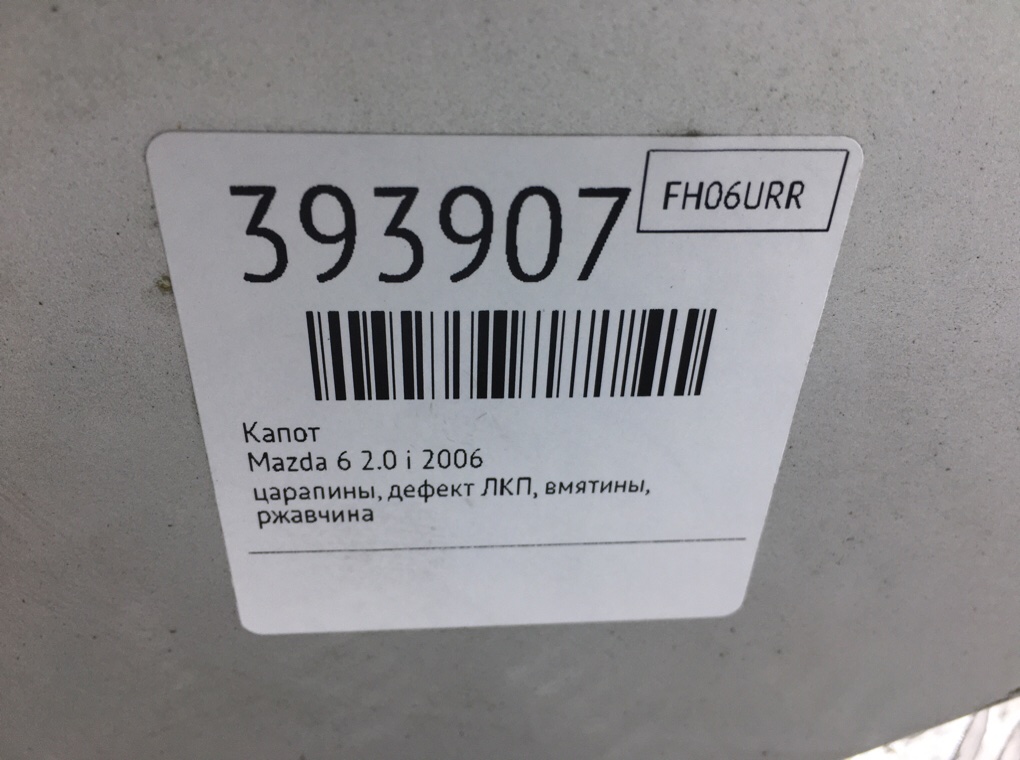 393907
FH06URR
Капот
Mazda 6 2.0 i 2006
царапины, дефект ЛКП, вмятины,
ржавчина